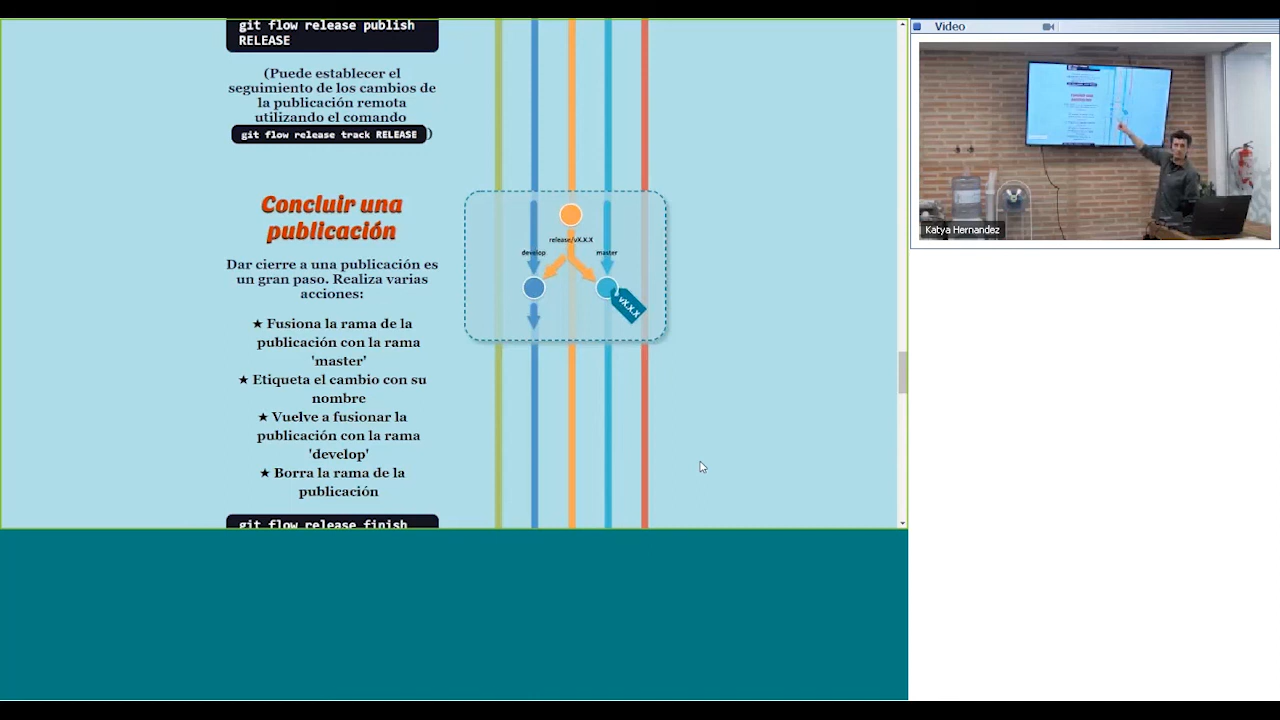 git flow release publish
RELEASE
(Puede establecer el
seguimiento de los cambios de
la publicación remota
utilizando el comando
git flow release track RELEASE )
Concluir una
publicación
Dar cierre a una publicación es
un gran paso. Realiza varias
acciones:
★ Fusiona la rama de la
publicación con la rama
'master'
★ Etiqueta el cambio con su
nombre
★ Vuelve a fusionar la
publicación con la rama
'develop'
★ Borra la rama de la
publicación
git flow release finish
release/vX.X.X
develop
master
vX.X.X
Video
Katya Hernandez